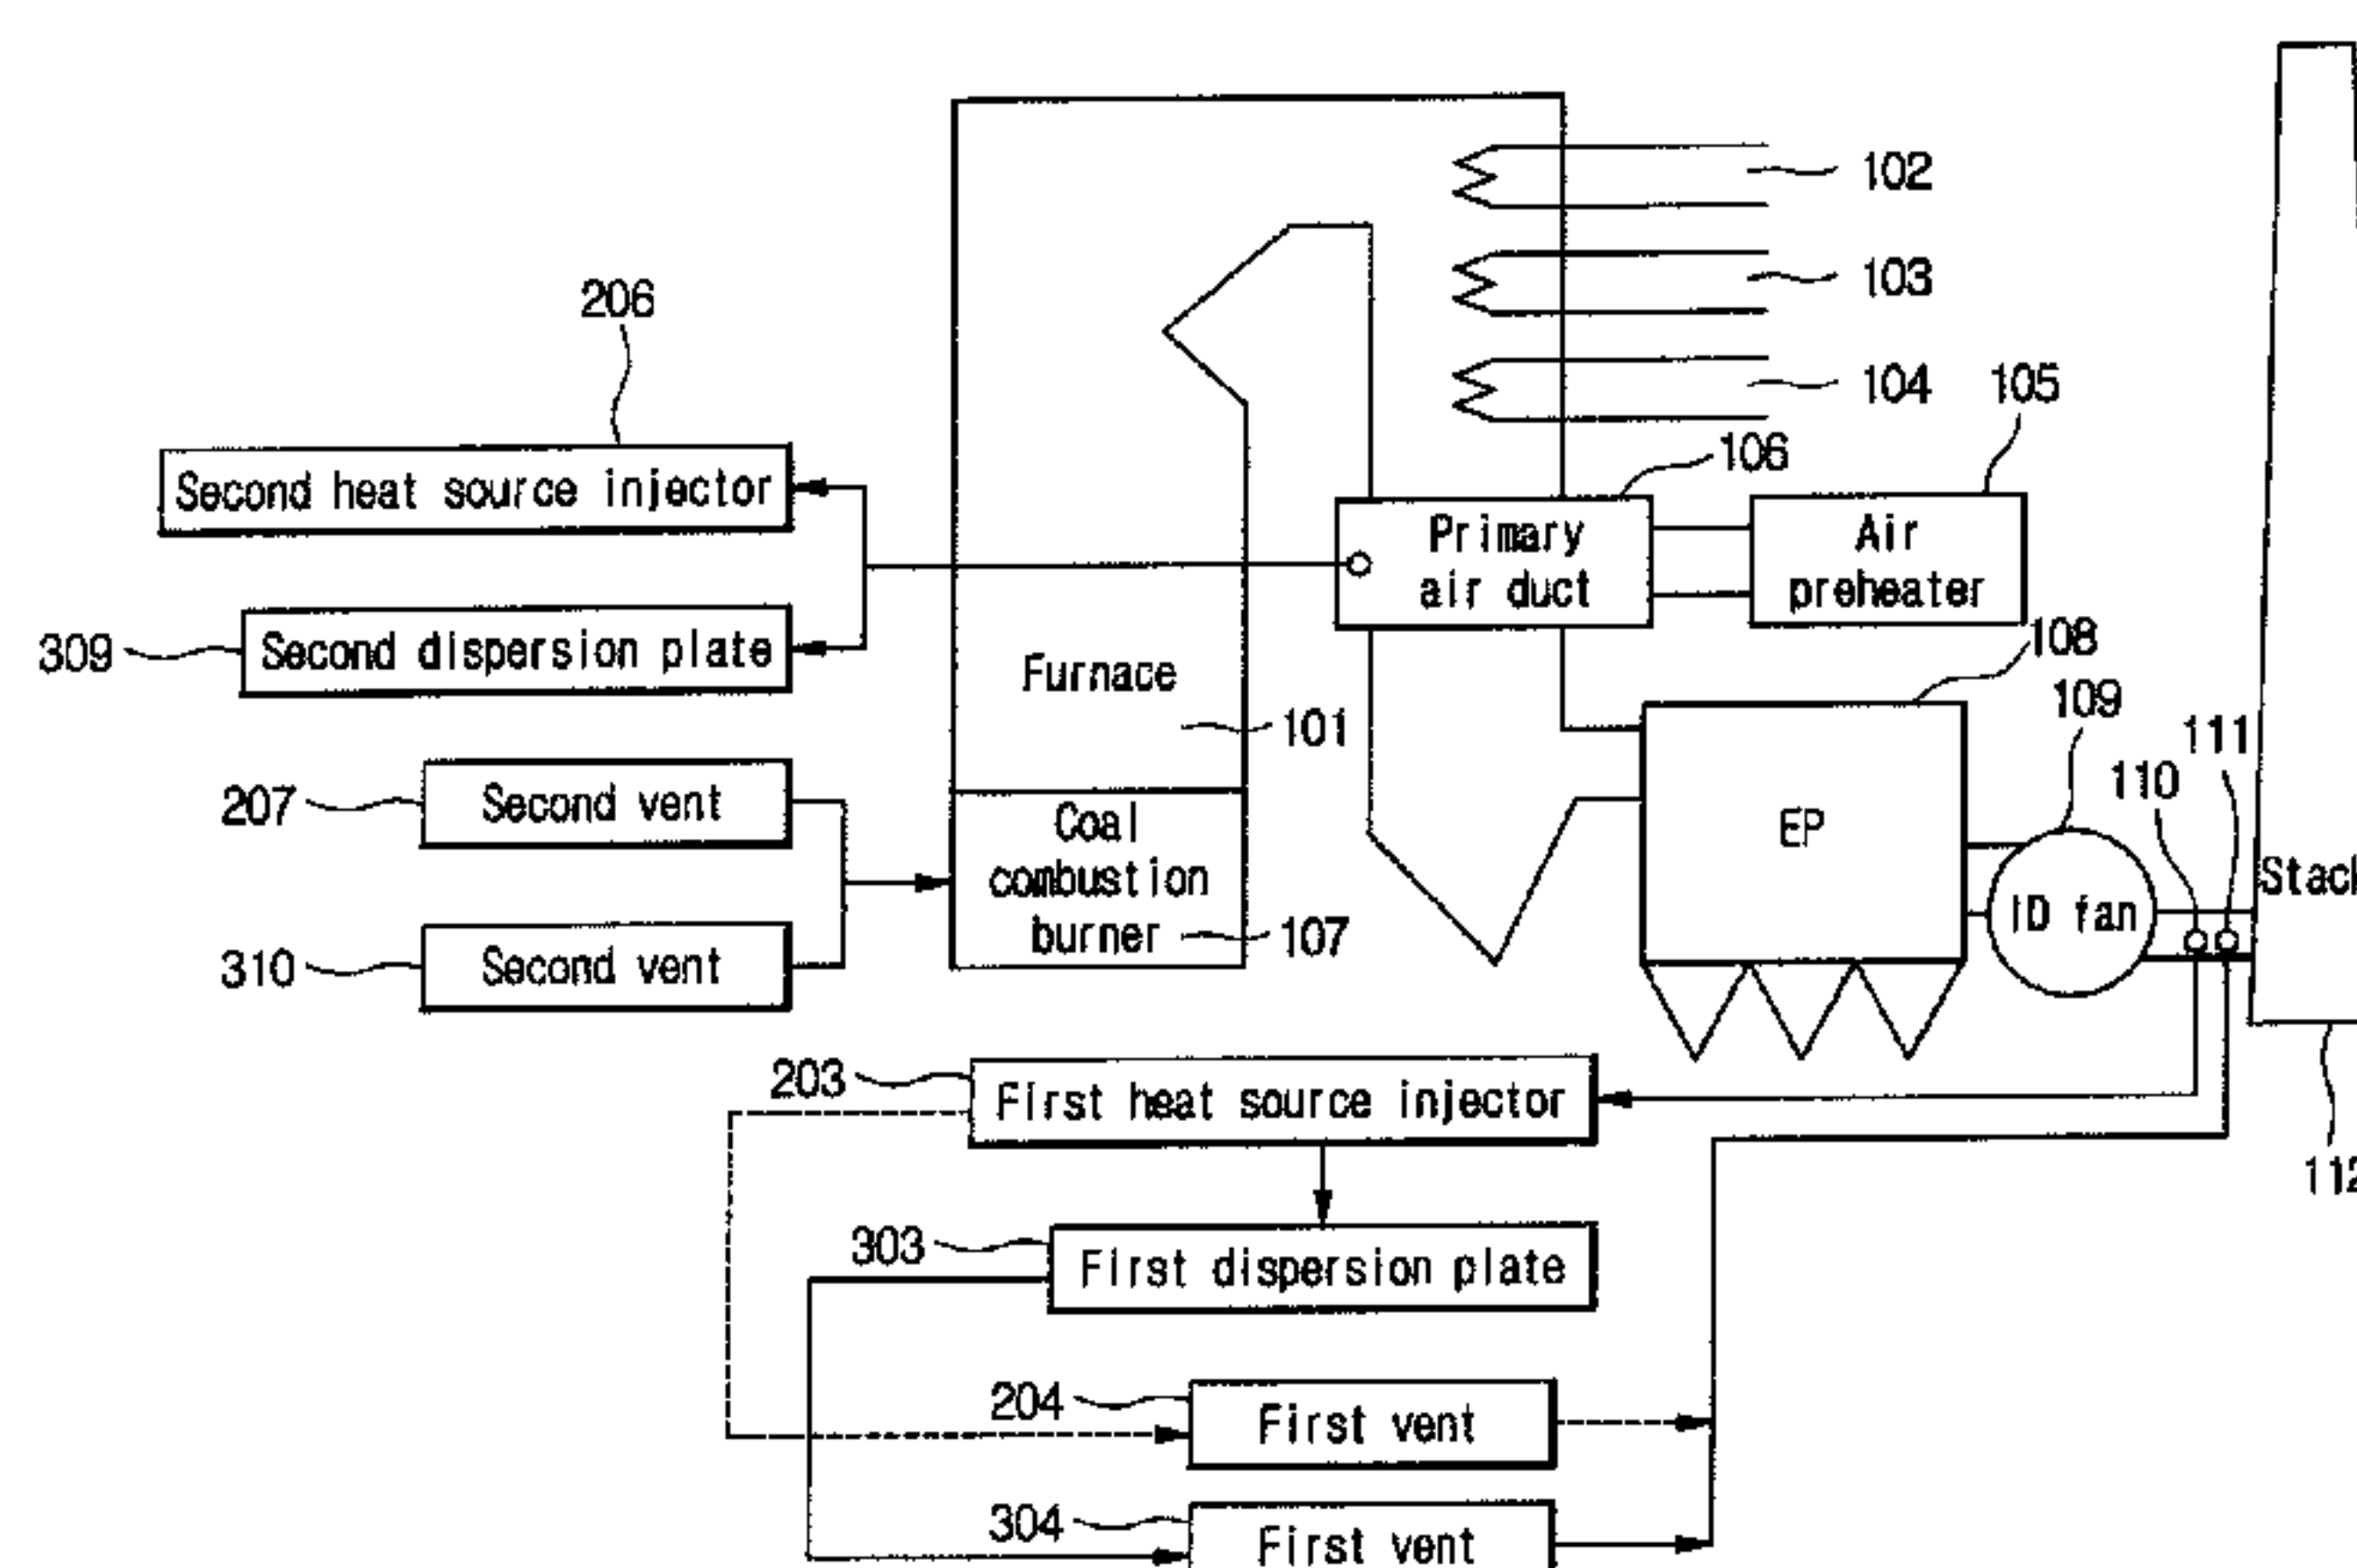 102
103
206
104
105
106
Second heat source injector
Primary
air duct
Air
preheater
309
Second dispersion plate
108
Furnace
109
101
111
110
207
Second vent
Coal
combustion
burner
EP
Stack
ID fan
107
310
Second vent
203
First heat source injector
112
303
First dispersion plate
204
First vent
304
First vent